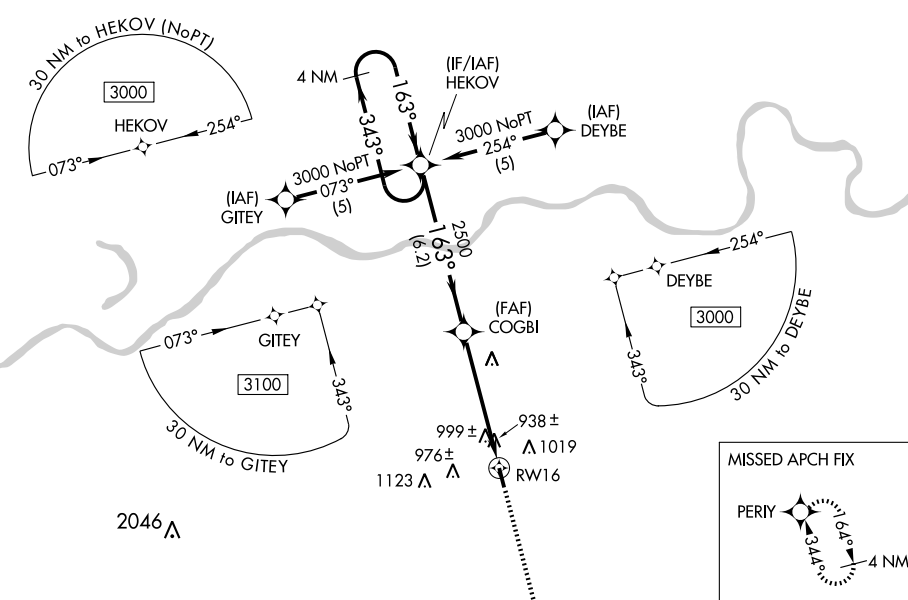 30 NM to HEKOV (NoPT)
3000
HEKOV
073°
254°
4 NM
343°
163°
(IF/IAF)
HEKOV
3000 NoPT
073°
(5)
(IAF)
GITEY
3000 NoPT
254°
(5)
(IAF)
DEYBE
2500
163°
(6.2)
(FAF)
COGBI
073°
GITEY
3100
343°
30 NM to GITEY
254°
DEYBE
3000
343°
30 NM to DEYBE
938 ±
999 ±
1019
976 ±
1123
RW16
2046
MISSED APCH FIX
PERIY
164°
344°
4 NM